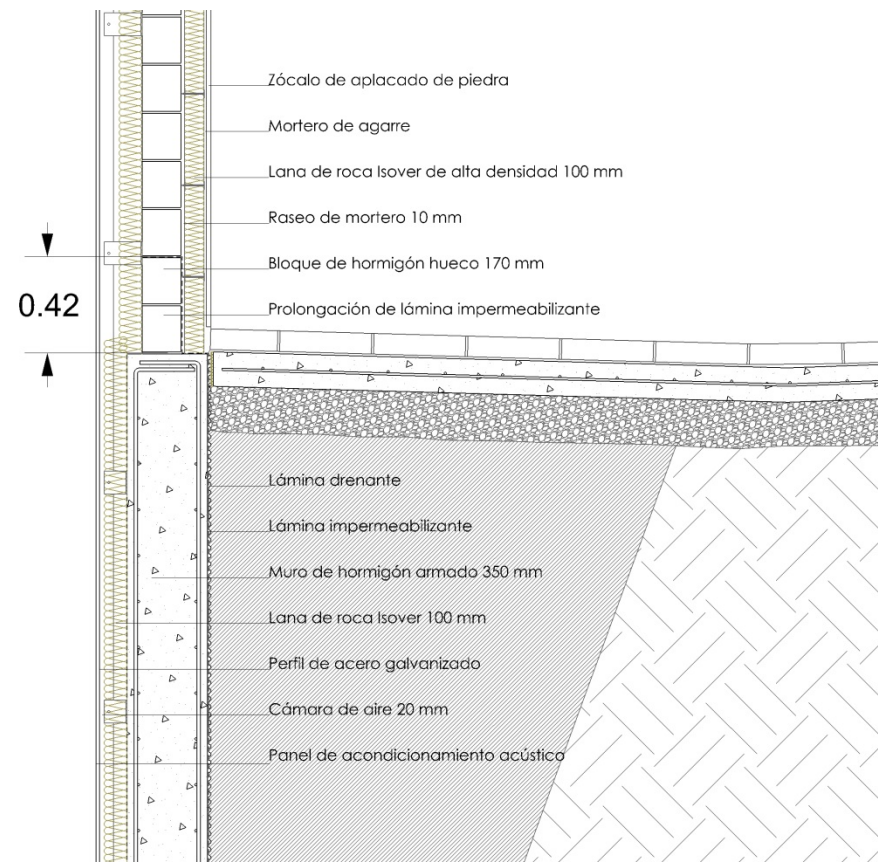 Zócalo de aplacado de piedra
Mortero de agarre
Lana de roca Isover de alta densidad 100 mm
Raseo de mortero 10 mm
Bloque de hormigón hueco 170 mm
0.42
Prolongación de lámina impermeabilizante
Lámina drenante
Lámina impermeabilizante
Muro de hormigón armado 350 mm
Lana de roca Isover 100 mm
Perfil de acero galvanizado
Cámara de aire 20 mm
Panel de acondicionamiento acústico